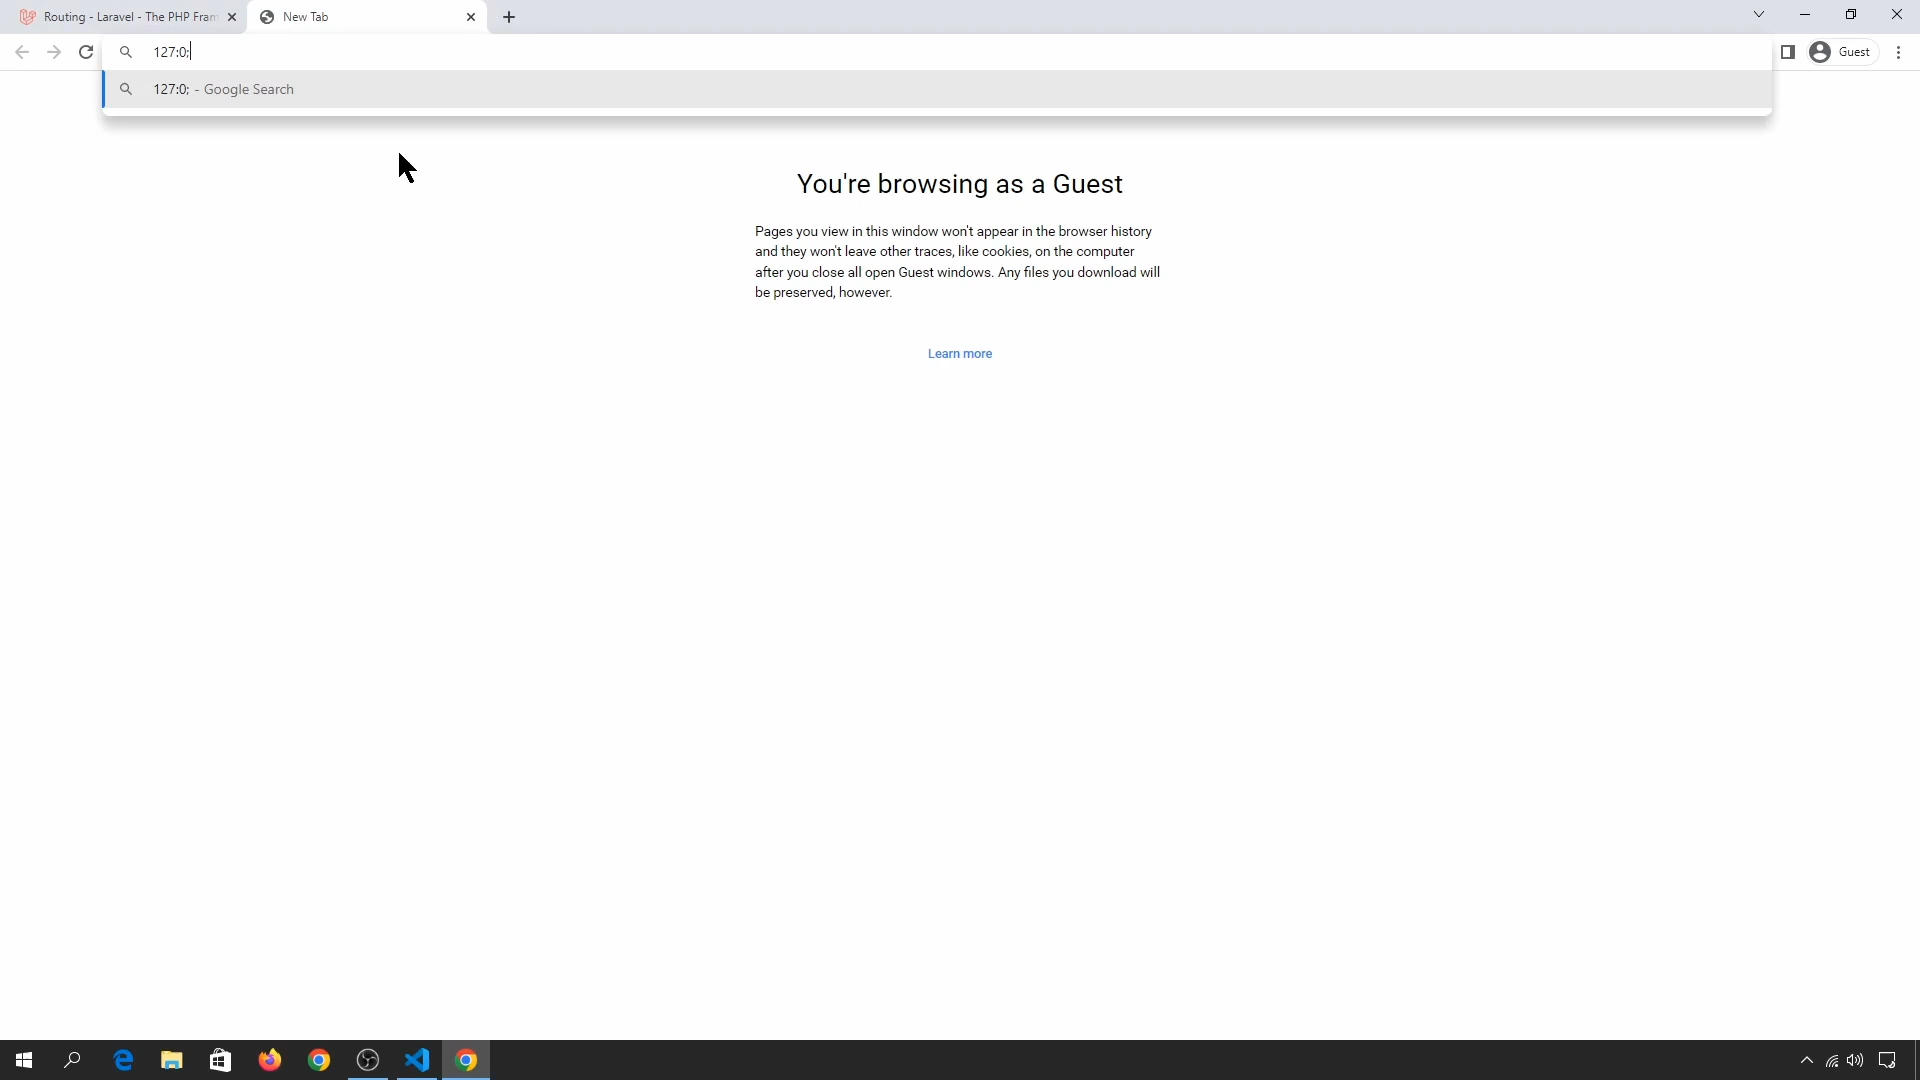 Routing - Laravel - The PHP Fram
New Tab
127:0;
Guest
127:0; - Google Search
You're browsing as a Guest
Pages you view in this window won't appear in the browser history
and they won't leave other traces, like cookies, on the computer
after you close all open Guest windows. Any files you download will
be preserved, however.
Learn more